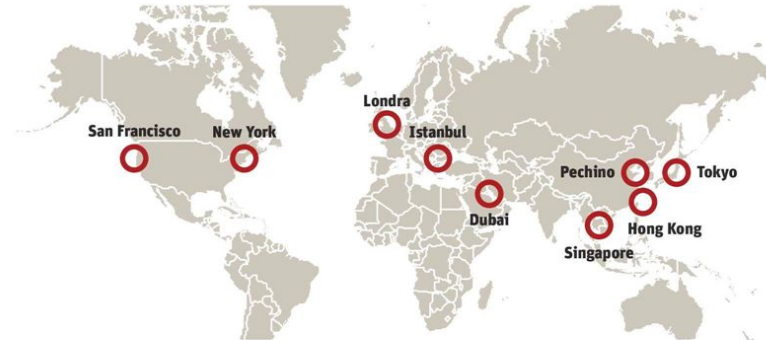 Londra
San Francisco
New York
Istanbul
Pechino
Tokyo
Dubai
Hong Kong
Singapore